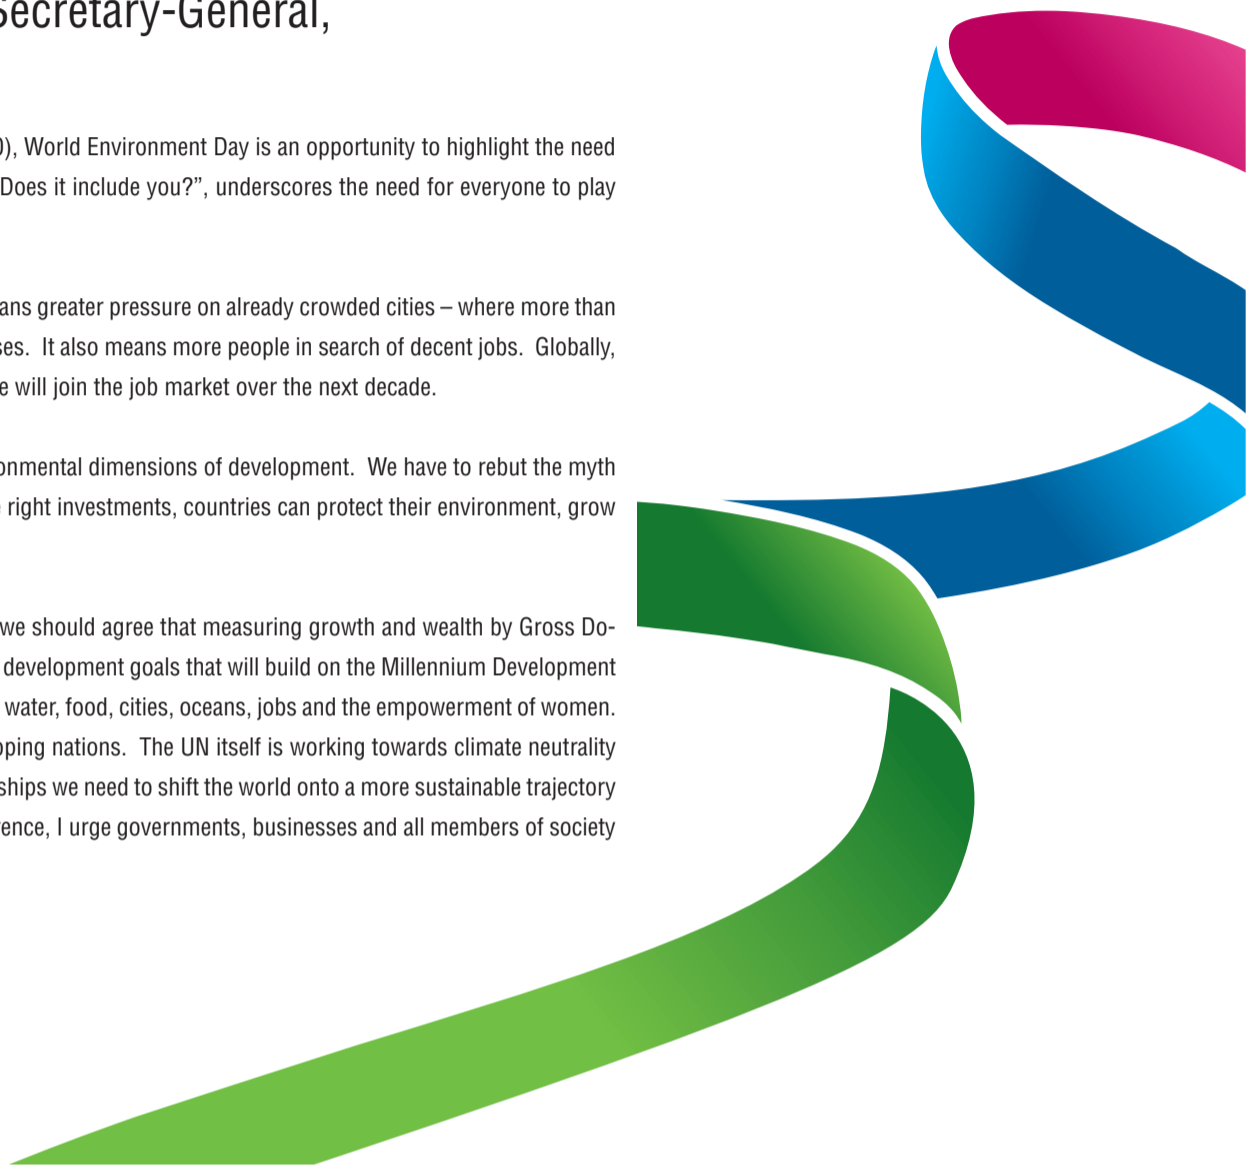 Secretary-General,
), World Environment Day is an opportunity to highlight the need
Does it include you?”, underscores the need for everyone to play
ans greater pressure on already crowded cities – where more than
ses. It also means more people in search of decent jobs. Globally,
e will join the job market over the next decade.
onmental dimensions of development. We have to rebut the myth
e right investments, countries can protect their environment, grow
we should agree that measuring growth and wealth by Gross Do-
development goals that will build on the Millennium Development
water, food, cities, oceans, jobs and the empowerment of women.
oping nations. The UN itself is working towards climate neutrality
ships we need to shift the world onto a more sustainable trajectory
rence, I urge governments, businesses and all members of society